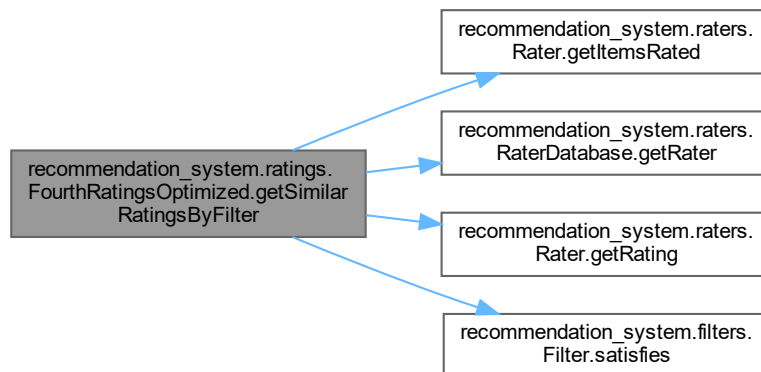 recommendation_system.raters.
Rater.getItemsRated
recommendation_system.raters.
RaterDatabase.getRater
recommendation_system.ratings.
FourthRatingsOptimized.getSimilar
RatingsByFilter
recommendation_system.raters.
Rater.getRating
recommendation_system.filters.
Filter.satisfies